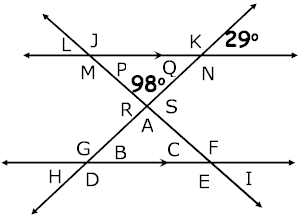 L J K 29°
M P Q N
98°
R S
A
G B C F
H D E I